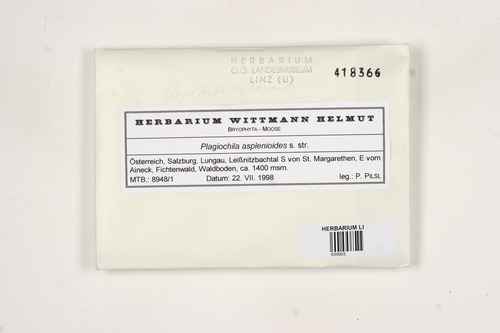 HERBARIUM
O.Ö. LANDESMUSEUM
LINZ (LI)
418366
HERBARIUM WITTMANN HELMUT
BRYOPHYTA - MOOSE
Plagiochila asplenioides s. str.
Österreich, Salzburg, Lungau, Leißnitzbachtal S von St. Margarethen, E vom
Aineck, Fichtenwald, Waldboden, ca. 1400 msm.
MTB.: 8948/1 Datum: 22. VII. 1998 leg.: P. PILSL
HERBARIUM LI